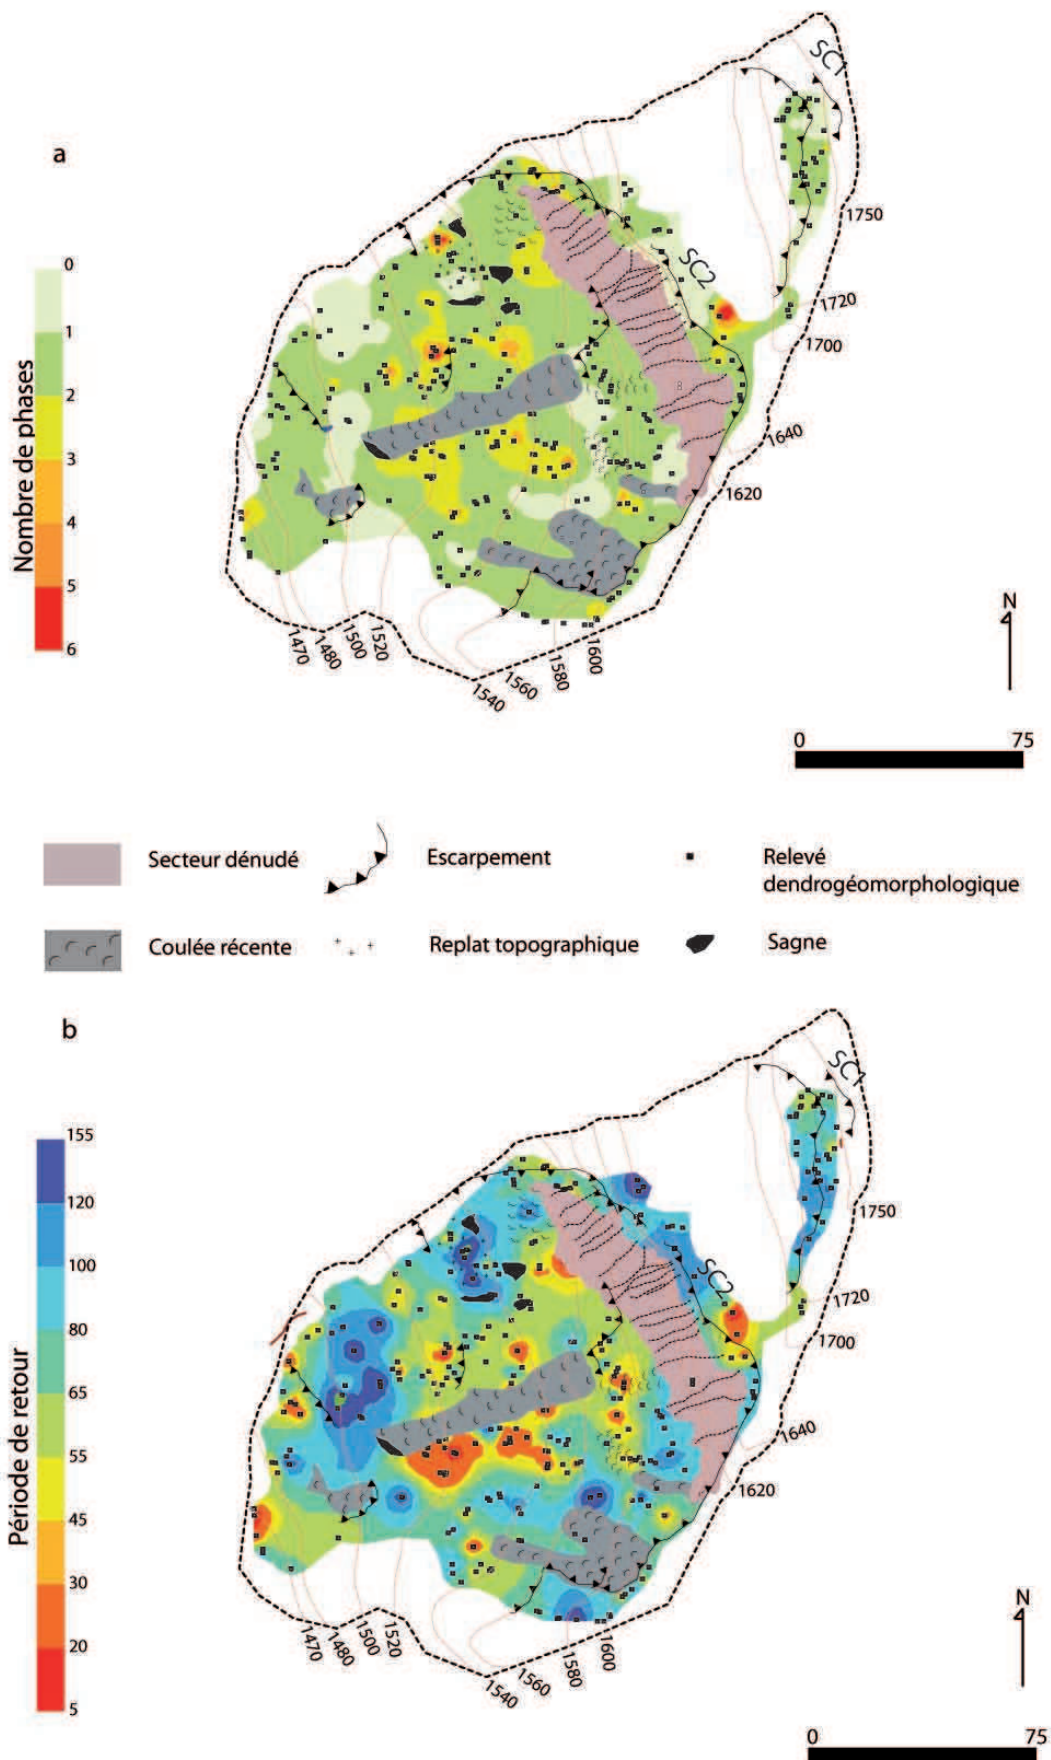 a
SC1
1750
SC2
1720
1700
1640
1620
Nombre de phases
0
1
2
3
4
5
6
1470
1480
1500
1520
1540
1560
1580
1600
N
0 75
Secteur dénudé
Escarpement
Relevé
dendrogéomorphologique
Coulée récente
Replat topographique
Sagne
b
SC1
1750
SC2
1720
1700
1640
1620
Période de retour
155
120
100
80
65
55
45
30
20
5
1470
1480
1500
1520
1540
1560
1580
1600
N
0 75